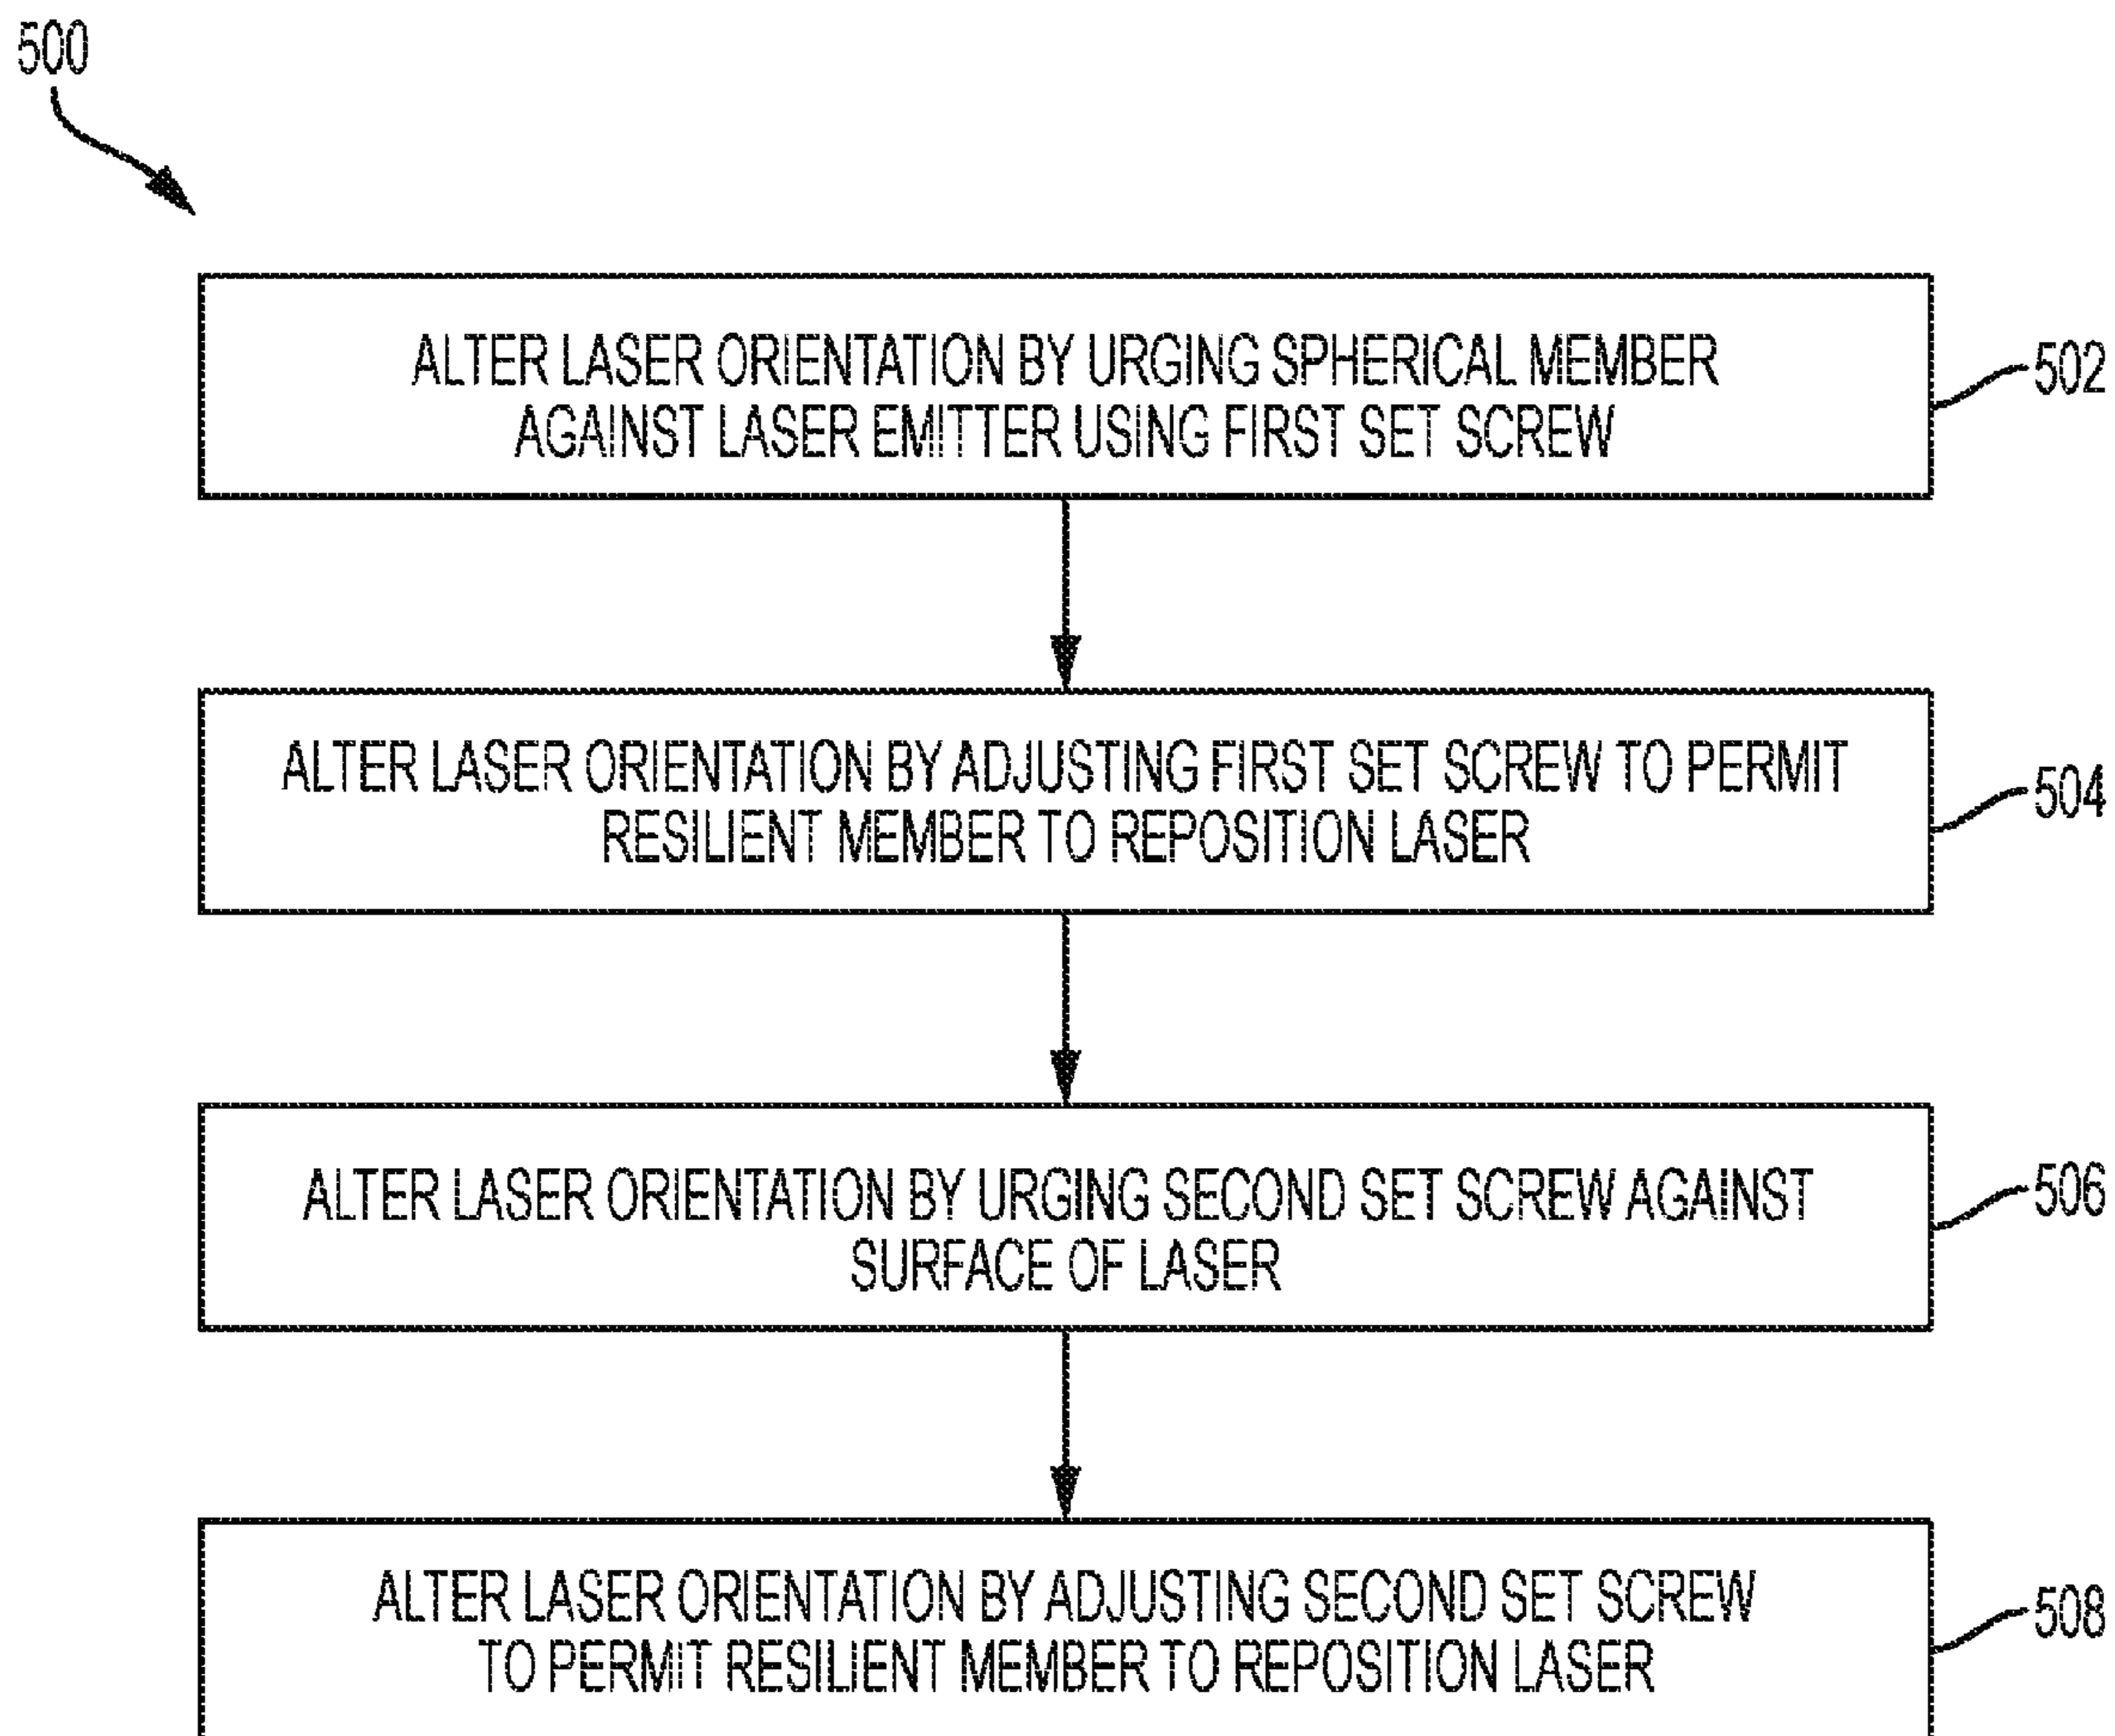 500
ALTER LASER ORIENTATION BY URGING SPHERICAL MEMBER
AGAINST LASER EMITTER USING FIRST SET SCREW
502
ALTER LASER ORIENTATION BY ADJUSTING FIRST SET SCREW TO PERMIT
RESILIENT MEMBER TO REPOSITION LASER
504
ALTER LASER ORIENTATION BY URGING SECOND SET SCREW AGAINST
SURFACE OF LASER
506
ALTER LASER ORIENTATION BY ADJUSTING SECOND SET SCREW
TO PERMIT RESILIENT MEMBER TO REPOSITION LASER
508